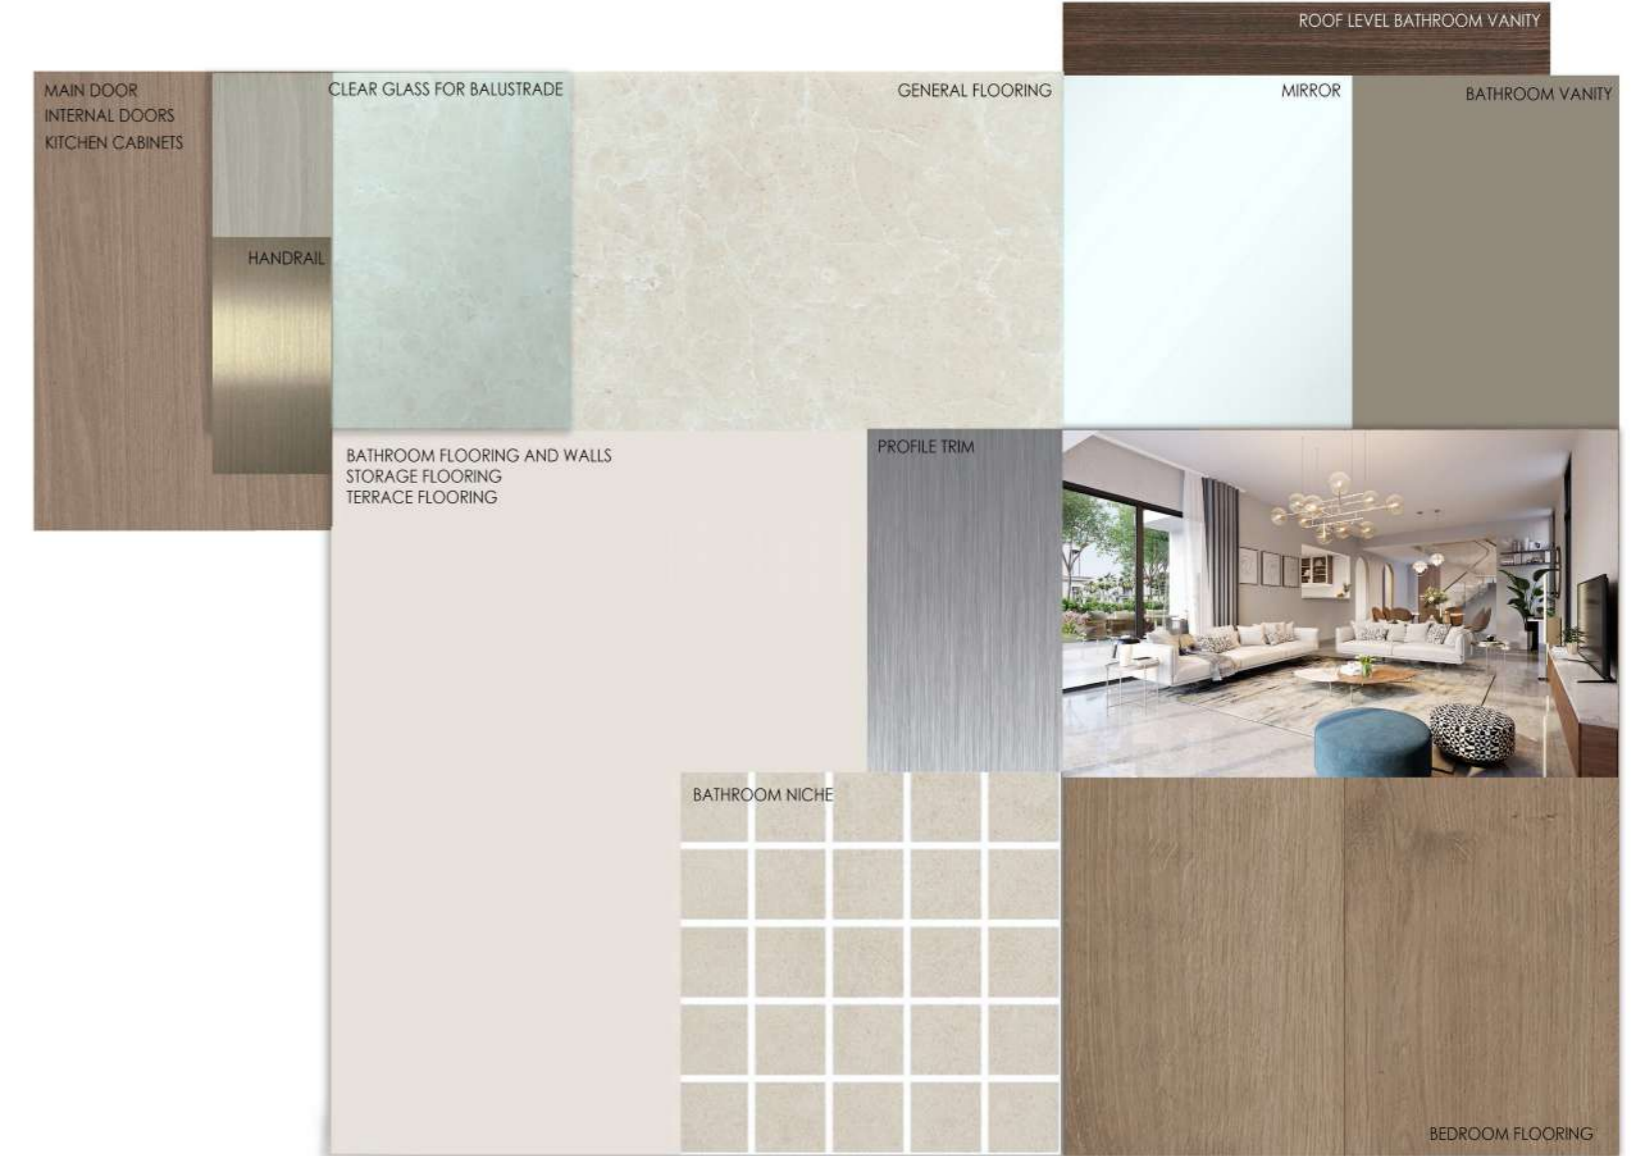 ROOF LEVEL BATHROOM VANITY
MAIN DOOR
INTERNAL DOORS
KITCHEN CABINETS
CLEAR GLASS FOR BALUSTRADE
GENERAL FLOORING
MIRROR
BATHROOM VANITY
HANDRAIL
BATHROOM FLOORING AND WALLS
STORAGE FLOORING
TERRACE FLOORING
PROFILE TRIM
BATHROOM NICHE
BEDROOM FLOORING